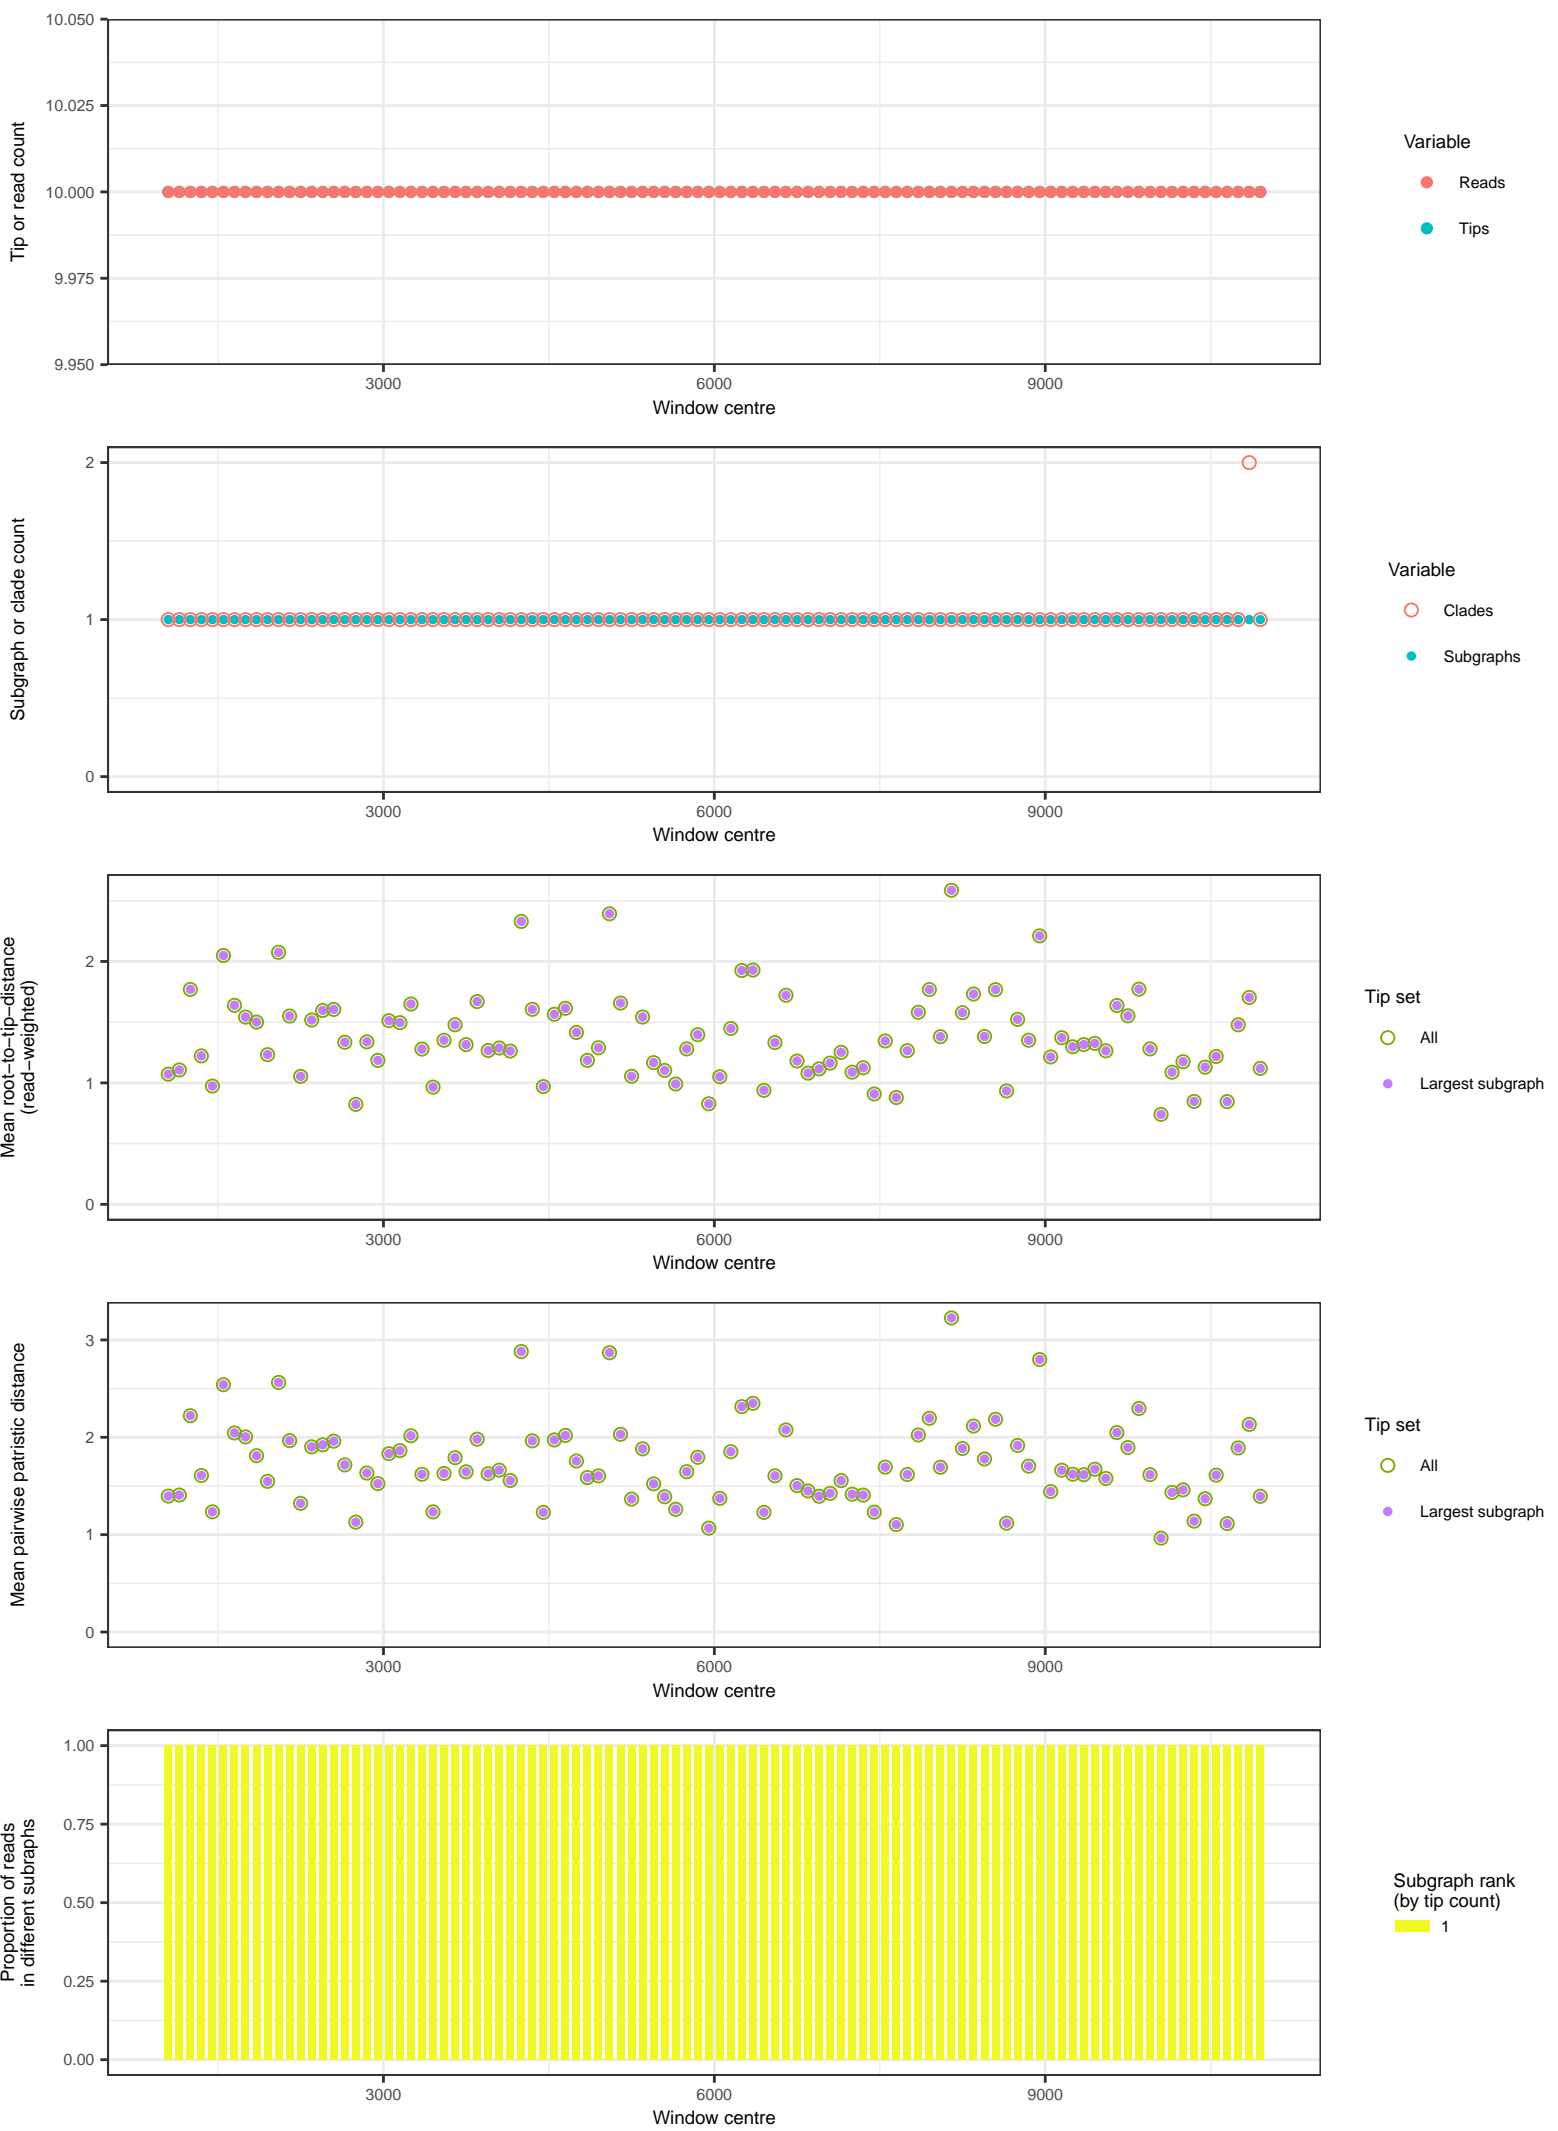 10.050
10.025
10.000
9.975
9.950
Tip or read count
3000 6000 9000
Window centre
Variable
Reads
Tips
2
1
0
Subgraph or clade count
3000 6000 9000
Window centre
Variable
Clades
Subgraphs
2
1
0
Mean root−to−tip−distance
(read−weighted)
3000 6000 9000
Window centre
Tip set
All
Largest subgraph
3
2
1
0
Mean pairwise patristic distance
3000 6000 9000
Window centre
Tip set
All
Largest subgraph
1.00
0.75
0.50
0.25
0.00
Proportion of reads
in different subraphs
3000 6000 9000
Window centre
Subgraph rank
(by tip count)
1